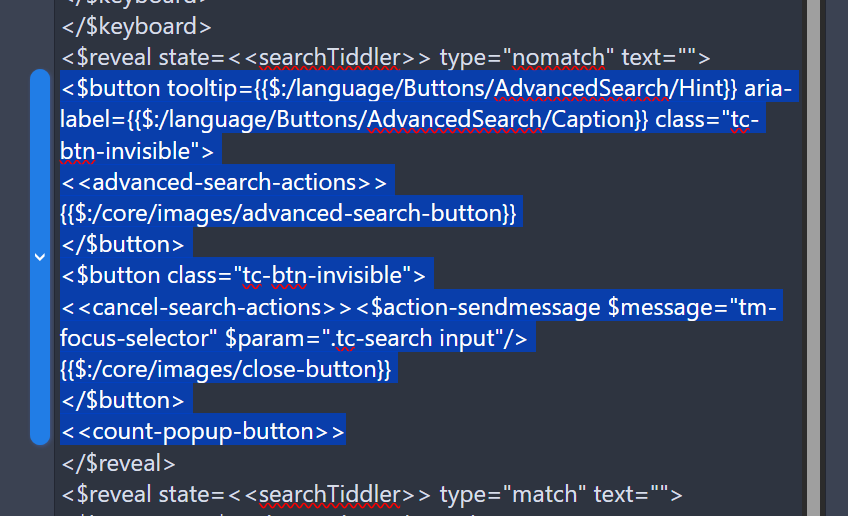 </$keyboard>
</$keyboard>
<$reveal state=<<searchTiddler>> type="nomatch" text="">
<$button tooltip={{$:/language/Buttons/AdvancedSearch/Hint}} aria-
label={{$:/language/Buttons/AdvancedSearch/Caption}} class="tc-
btn-invisible">
<<advanced-search-actions>>
{{$:/core/images/advanced-search-button}}
</$button>
<$button class="tc-btn-invisible">
<<cancel-search-actions>><$action-sendmessage $message="tm-
focus-selector" $param=".tc-search input"/>
{{$:/core/images/close-button}}
</$button>
<<count-popup-button>>
</$reveal>
<$reveal state=<<searchTiddler>> type="match" text="">